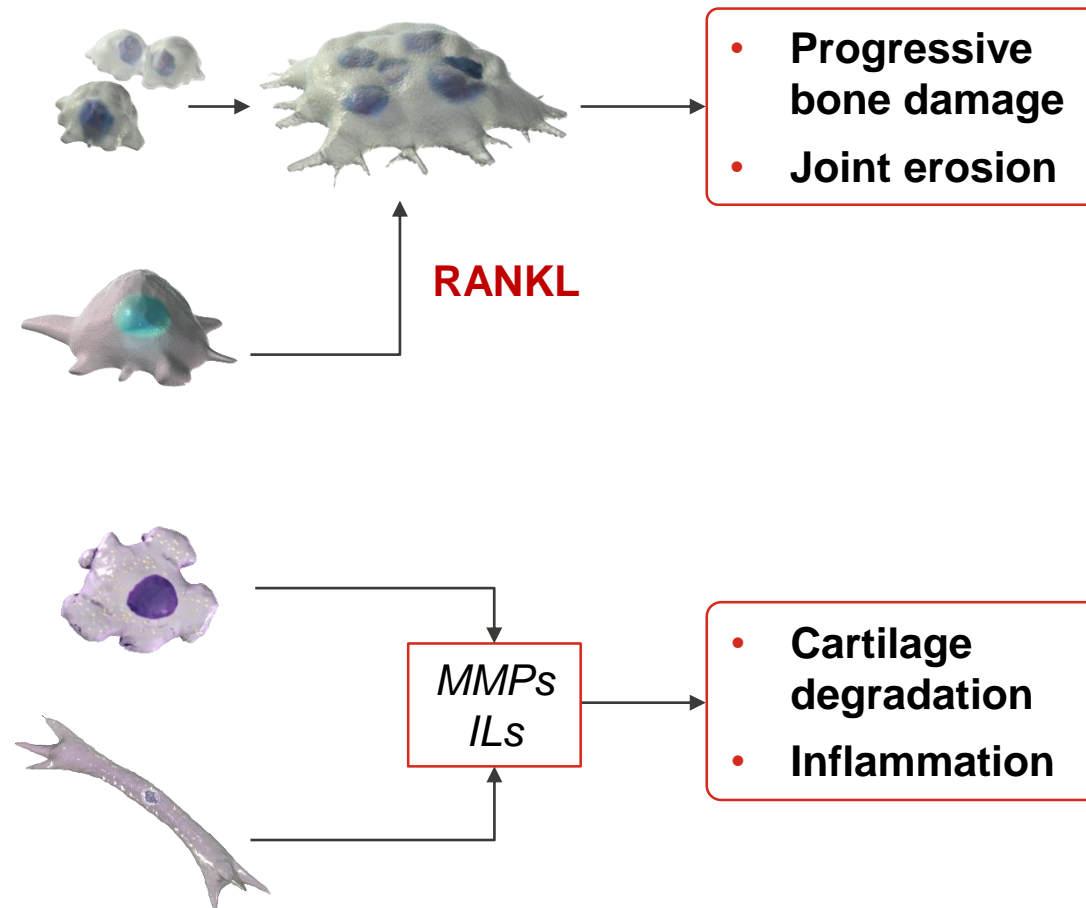 • Progressive
bone damage
• Joint erosion
RANKL
MMPs
ILs
• Cartilage
degradation
• Inflammation